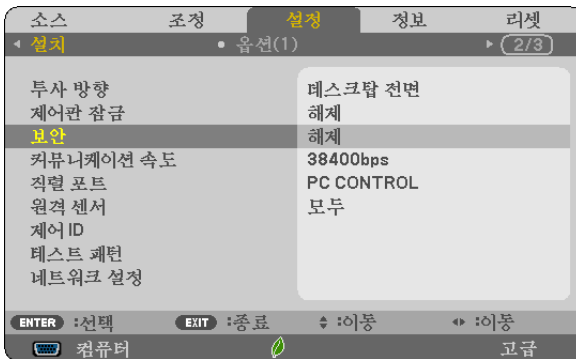 소스 조정 설정 정보 리셋
설치 옵션(1) 2/3
투사 방향 데스크탑 전면
제어판 잠금 해제
보안 해제
커뮤니케이션 속도 38400bps
직렬 포트 PC CONTROL
원격 센서 모두
제어 ID
테스트 패턴
네트워크 설정
ENTER :선택 EXIT :종료 :이동 :이동
컴퓨터 고급